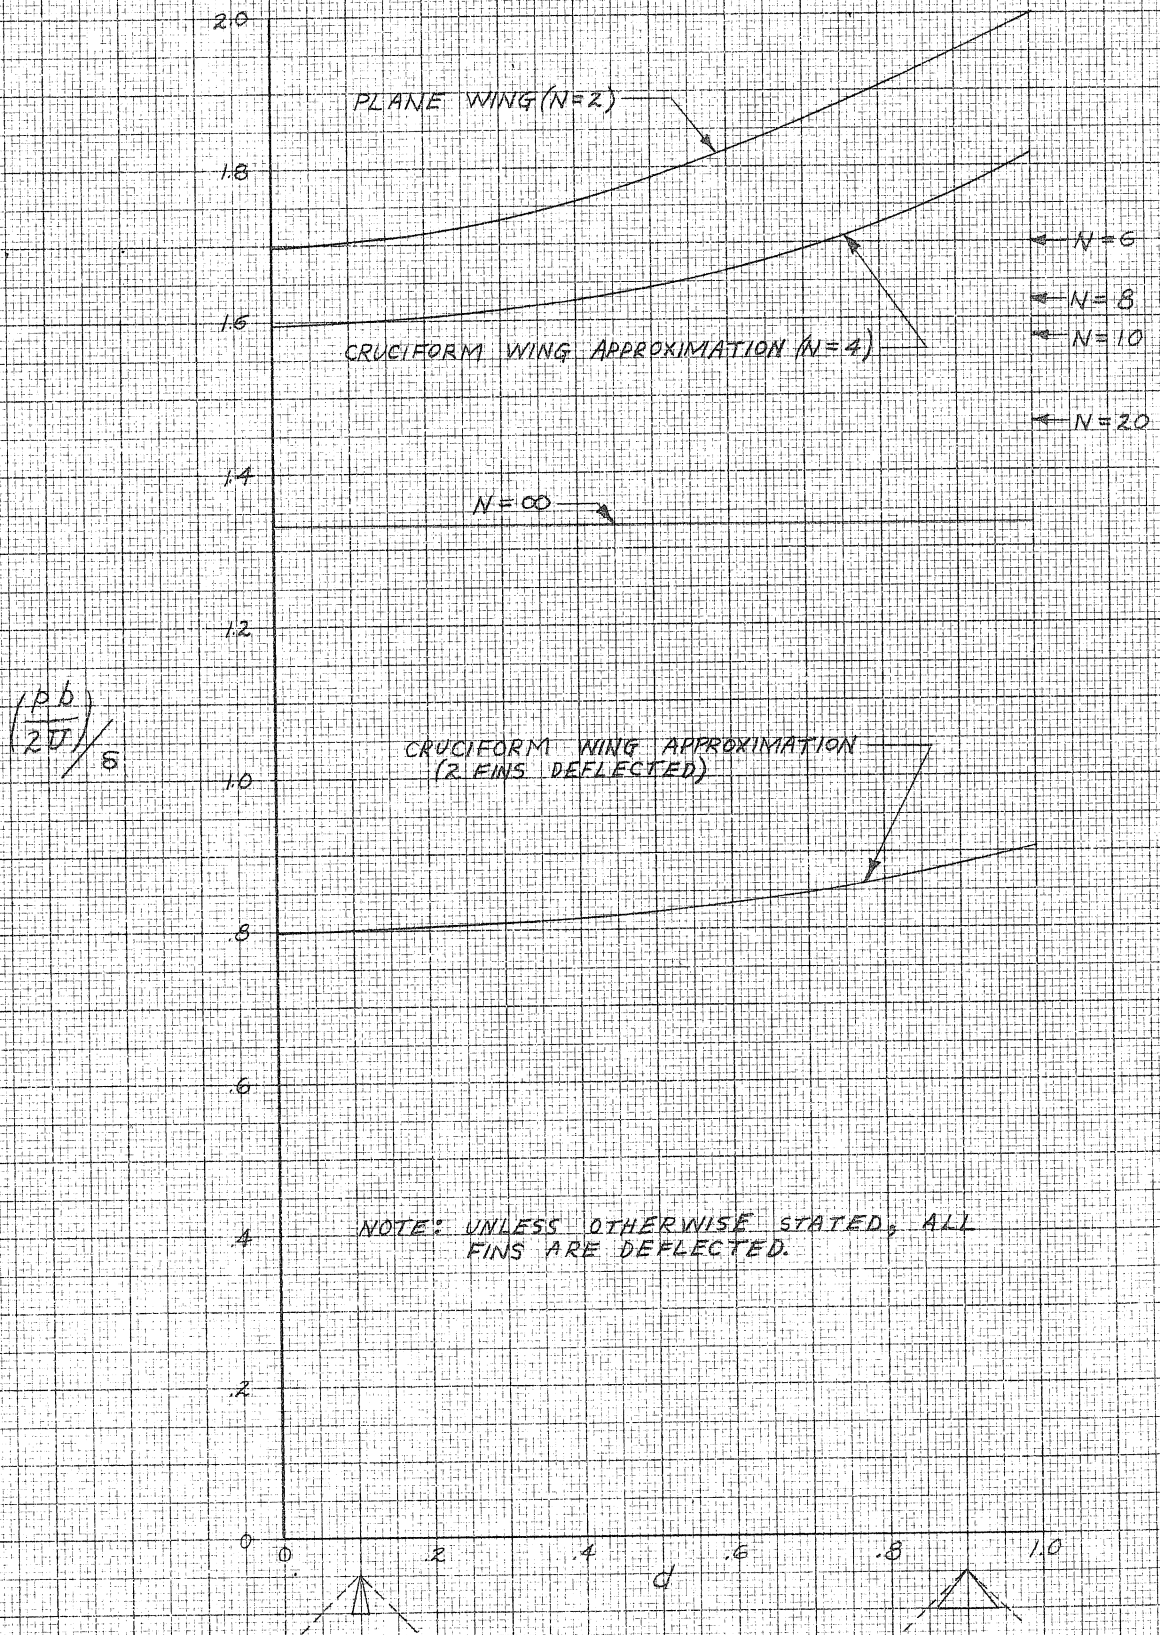 2.0
PLANE WING (N=2)
1.8
N=6
N=8
1.6
N=10
CRUCIFORM WING APPROXIMATION (N=4)
N=20
1.4
N=∞
1.2
(pb/2U)/δ
CRUCIFORM WING APPROXIMATION
(2 FINS DEFLECTED)
1.0
.8
.6
NOTE: UNLESS OTHERWISE STATED, ALL
FINS ARE DEFLECTED.
.4
.2
0
0 .2 .4 .6 .8 1.0
d